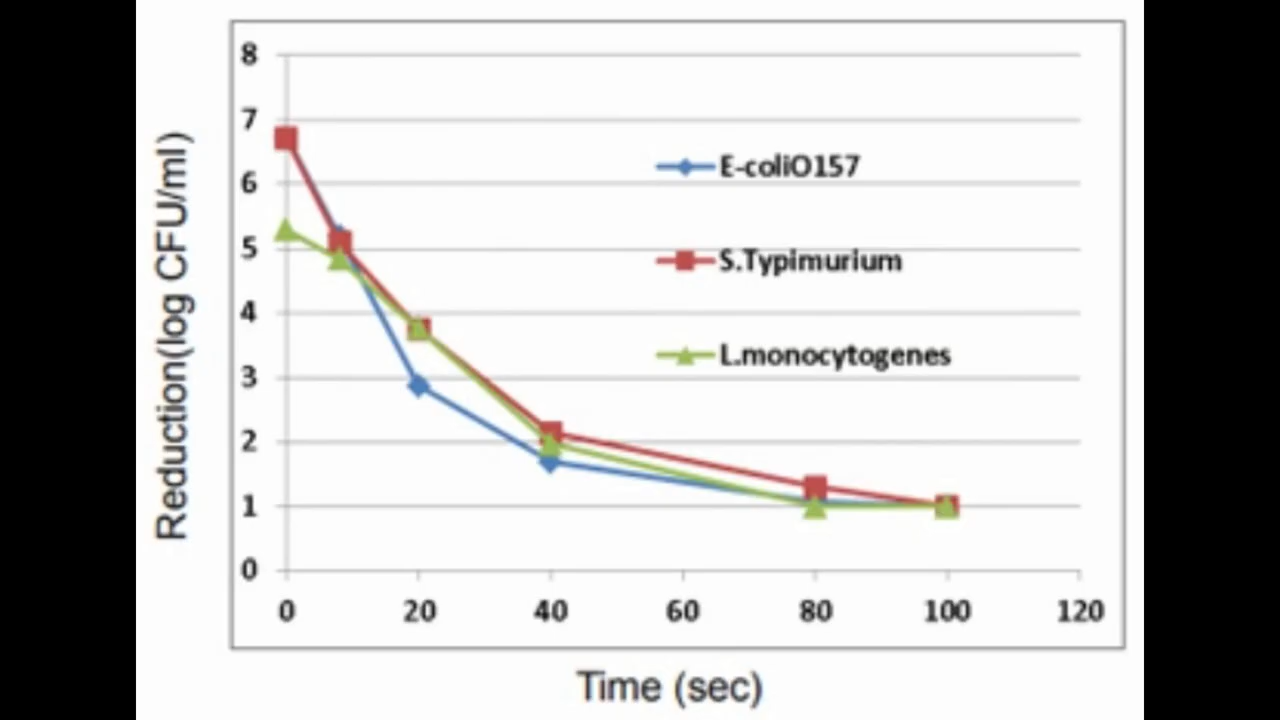 Reduction(log CFU/ml)
8
7
6
5
4
3
2
1
0
E-coliO157
S.Typimurium
L.monocytogenes
0 20 40 60 80 100 120
Time (sec)